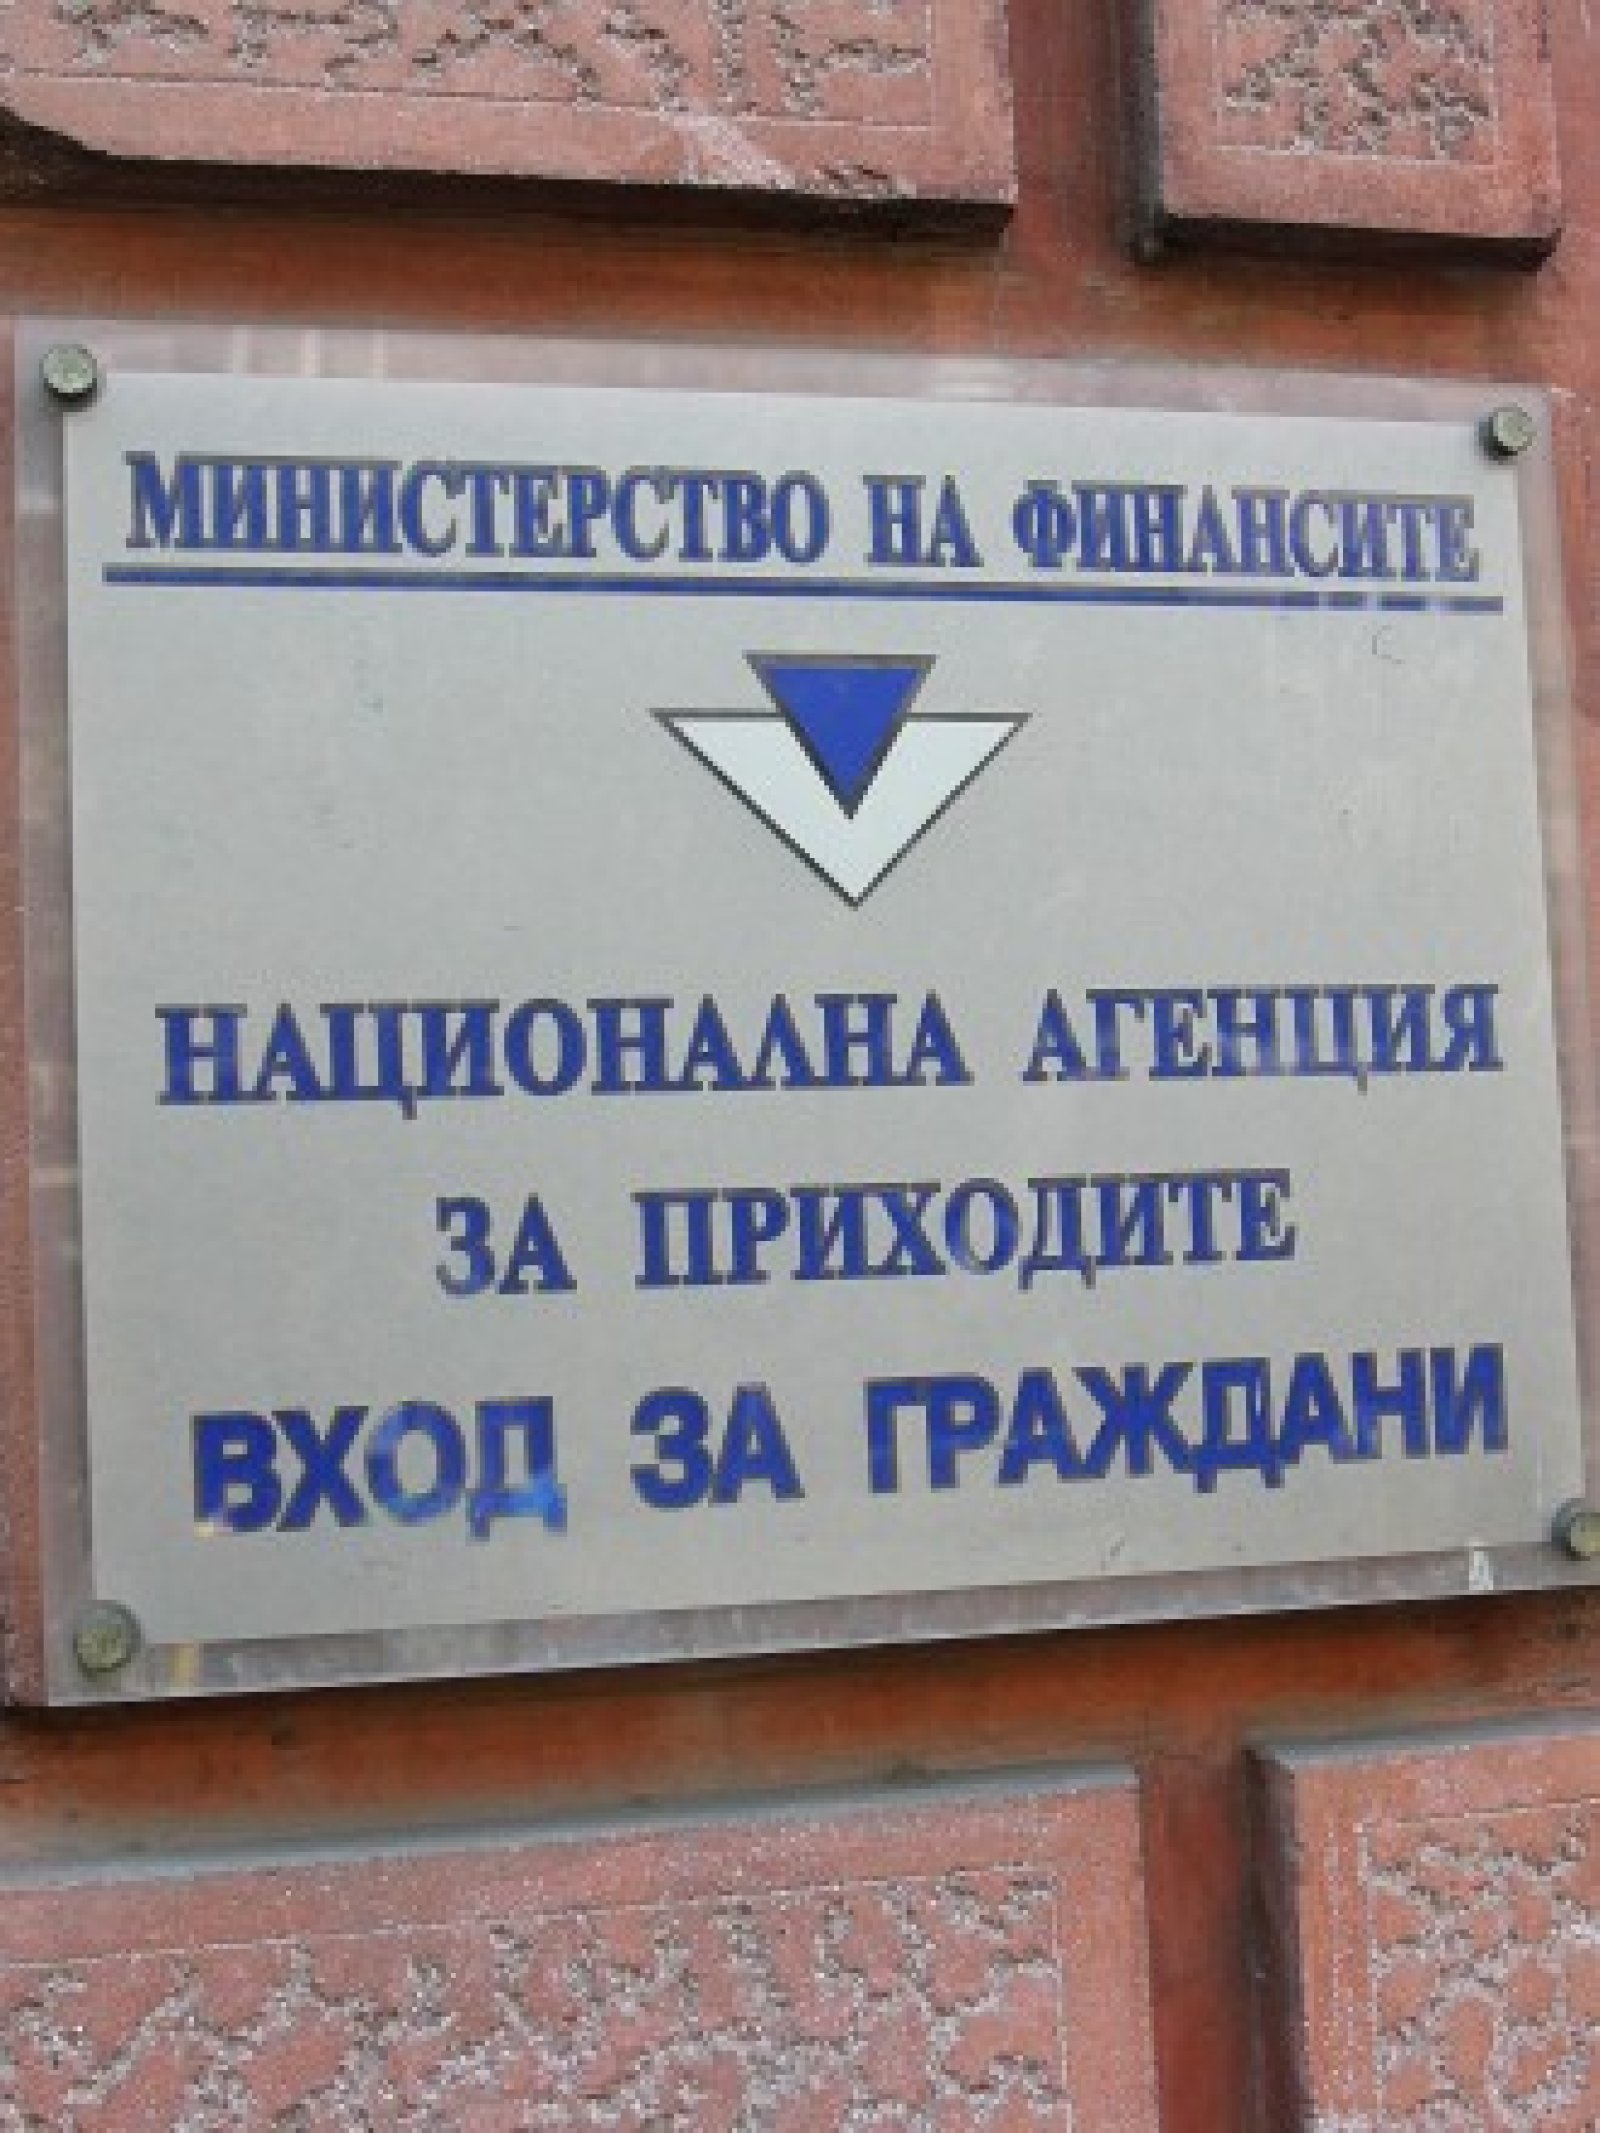 МИНИСТЕРСТВО НА ФИНАНСИТЕ
НАЦИОНАЛНА АГЕНЦИЯ
ЗА ПРИХОДИТЕ
ВХОД ЗА ГРАЖДАНИ